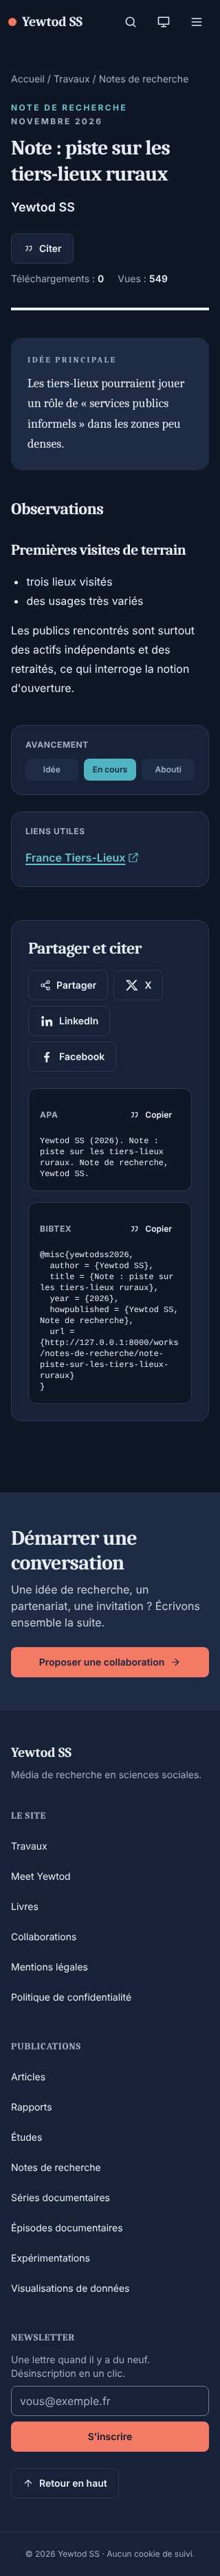 Yewtod SS
Accueil / Travaux / Notes de recherche
NOTE DE RECHERCHE
NOVEMBRE 2026
Note : piste sur les
tiers-lieux ruraux
Yewtod SS
Citer
Téléchargements : 0 Vues : 549
IDÉE PRINCIPALE
Les tiers-lieux pourraient jouer
un rôle de « services publics
informels » dans les zones peu
denses.
Observations
Premières visites de terrain
• trois lieux visités
• des usages très variés
Les publics rencontrés sont surtout
des actifs indépendants et des
retraités, ce qui interroge la notion
d'ouverture.
AVANCEMENT
Idée En cours Abouti
LIENS UTILES
France Tiers-Lieux
Partager et citer
Partager X
LinkedIn
Facebook
APA Copier
Yewtod SS (2026). Note :
piste sur les tiers-lieux
ruraux. Note de recherche,
Yewtod SS.
BIBTEX Copier
@misc{yewtodss2026,
author = {Yewtod SS},
title = {Note : piste sur
les tiers-lieux ruraux},
year = {2026},
howpublished = {Yewtod SS,
Note de recherche},
url =
{http://127.0.0.1:8000/works
/notes-de-recherche/note-
piste-sur-les-tiers-lieux-
ruraux}
}
Démarrer une
conversation
Une idée de recherche, un
partenariat, une invitation ? Écrivons
ensemble la suite.
Proposer une collaboration
Yewtod SS
Média de recherche en sciences sociales.
LE SITE
Travaux
Meet Yewtod
Livres
Collaborations
Mentions légales
Politique de confidentialité
PUBLICATIONS
Articles
Rapports
Études
Notes de recherche
Séries documentaires
Épisodes documentaires
Expérimentations
Visualisations de données
NEWSLETTER
Une lettre quand il y a du neuf.
Désinscription en un clic.
vous@exemple.fr
S'inscrire
Retour en haut
© 2026 Yewtod SS · Aucun cookie de suivi.